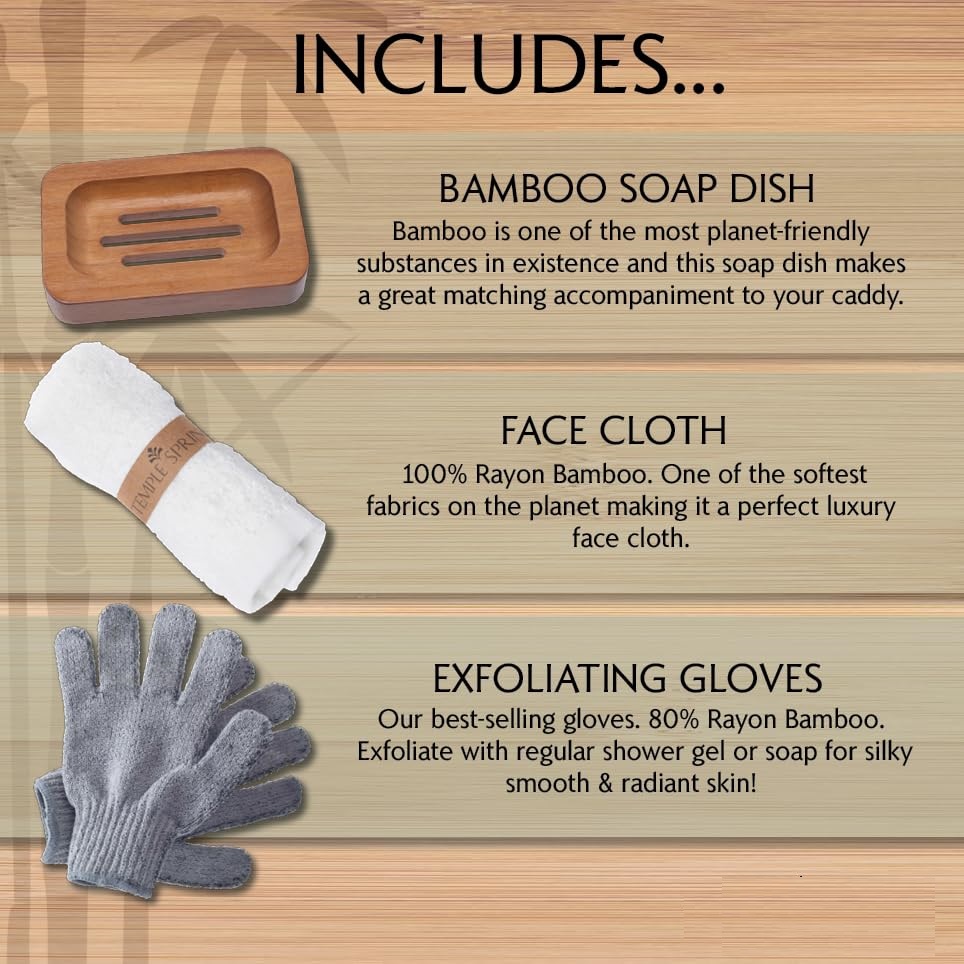 INCLUDES...
BAMBOO SOAP DISH
Bamboo is one of the most planet-friendly
substances in existence and this soap dish makes
a great matching accompaniment to your caddy.
TEMPLE SPRIN
FACE CLOTH
100% Rayon Bamboo. One of the softest
fabrics on the planet making it a perfect luxury
face cloth.
EXFOLIATING GLOVES
Our best-selling gloves. 80% Rayon Bamboo.
Exfoliate with regular shower gel or soap for silky
smooth & radiant skin!